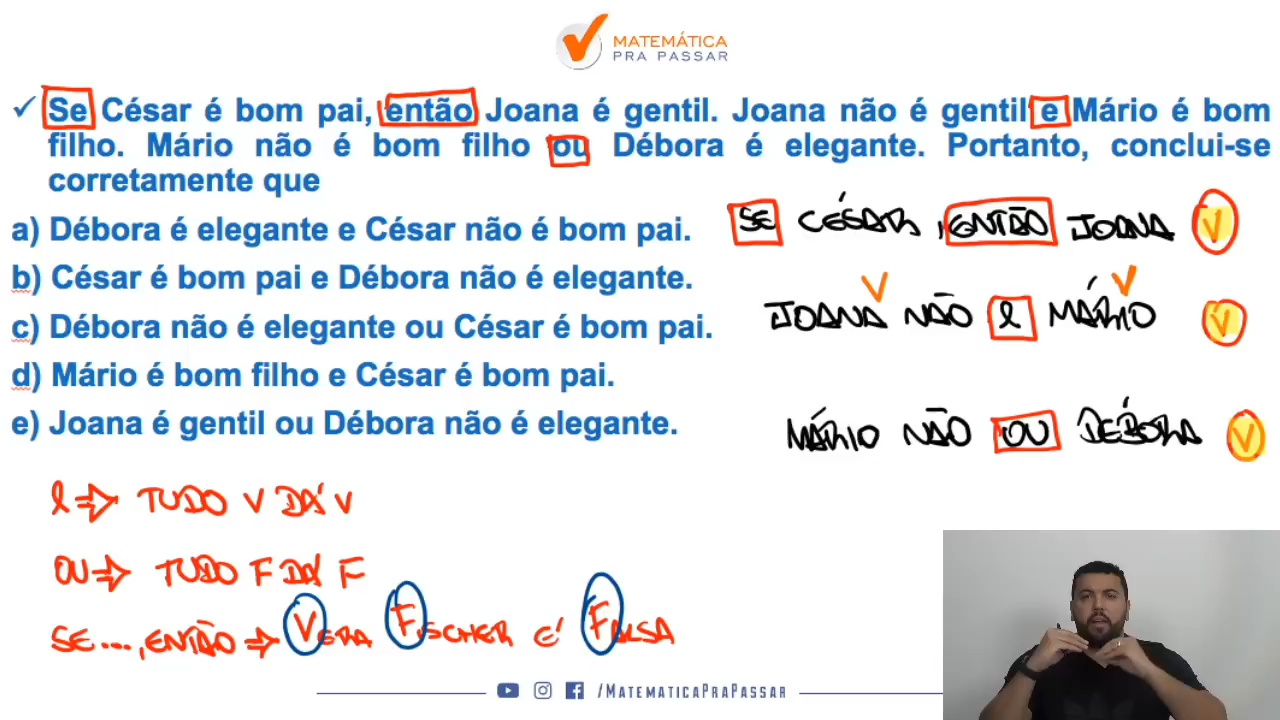 MATEMÁTICA
PRA PASSAR
✓ Se César é bom pai, então Joana é gentil. Joana não é gentil e Mário é bom
filho. Mário não é bom filho ou Débora é elegante. Portanto, conclui-se
corretamente que
a) Débora é elegante e César não é bom pai.
b) César é bom pai e Débora não é elegante.
c) Débora não é elegante ou César é bom pai.
d) Mário é bom filho e César é bom pai.
e) Joana é gentil ou Débora não é elegante.
SE CÉSAR, ENTÃO JOANA V
V V
JOANA NÃO e MÁRIO V
MÁRIO NÃO OU DÉBORA V
e ⇒ TUDO V DÁ V
OU ⇒ TUDO F DÁ F
SE ..., ENTÃO ⇒ VERA FISCHER É FALSA
/MATEMATICAPRAPASSAR